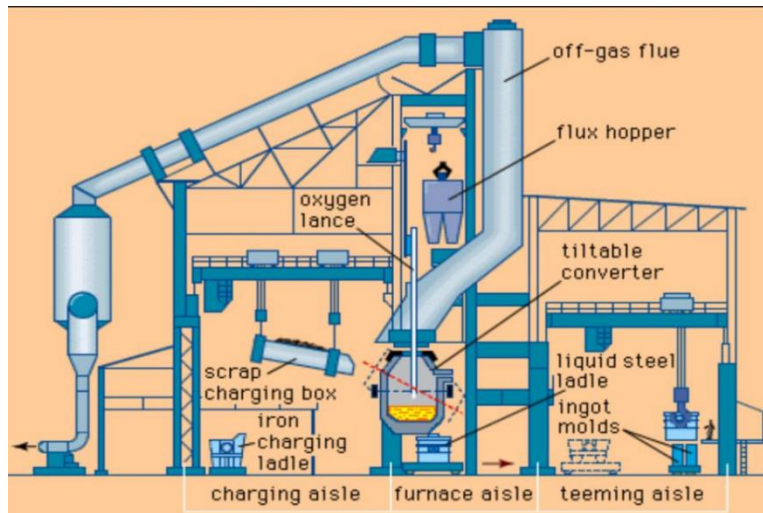 off-gas flue
flux hopper
oxygen
lance
tiltable
converter
scrap
charging box
liquid steel
ladle
iron
charging
ladle
ingot
molds
charging aisle
furnace aisle
teeming aisle